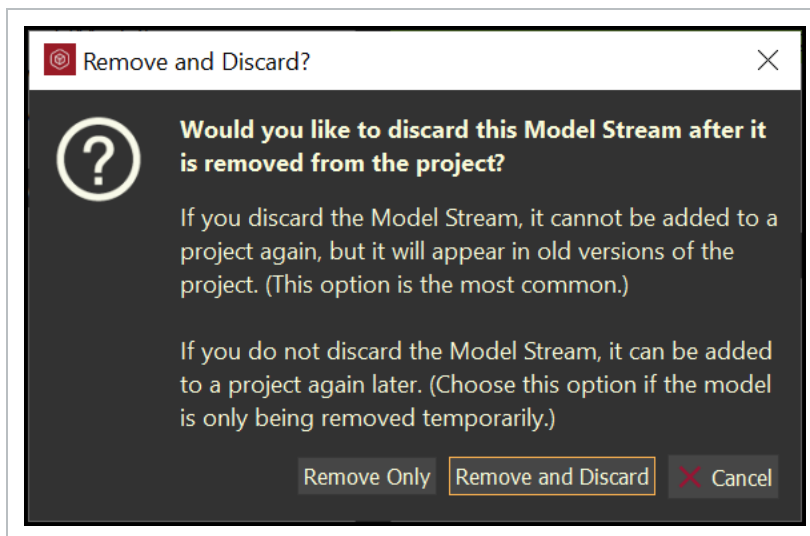 Remove and Discard?
Would you like to discard this Model Stream after it
is removed from the project?
If you discard the Model Stream, it cannot be added to a
project again, but it will appear in old versions of the
project. (This option is the most common.)
If you do not discard the Model Stream, it can be added
to a project again later. (Choose this option if the model
is only being removed temporarily.)
Remove Only Remove and Discard Cancel